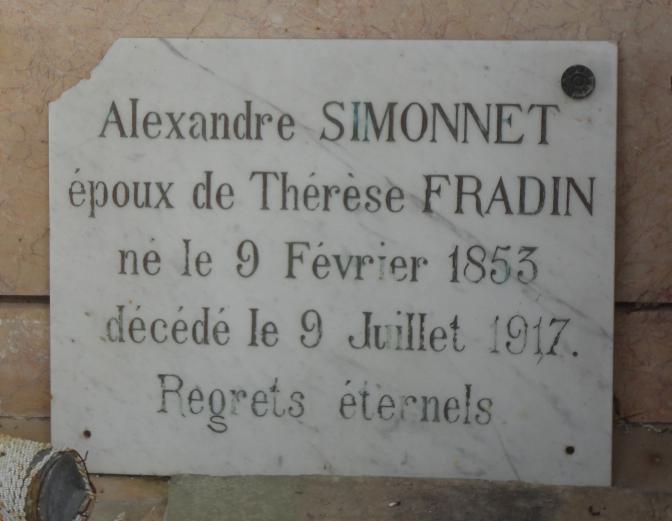 Alexandre SIMONNET
époux de Thérèse FRADIN
né le 9 Février 1853
décédé le 9 Juillet 1917.
Regrets éternels